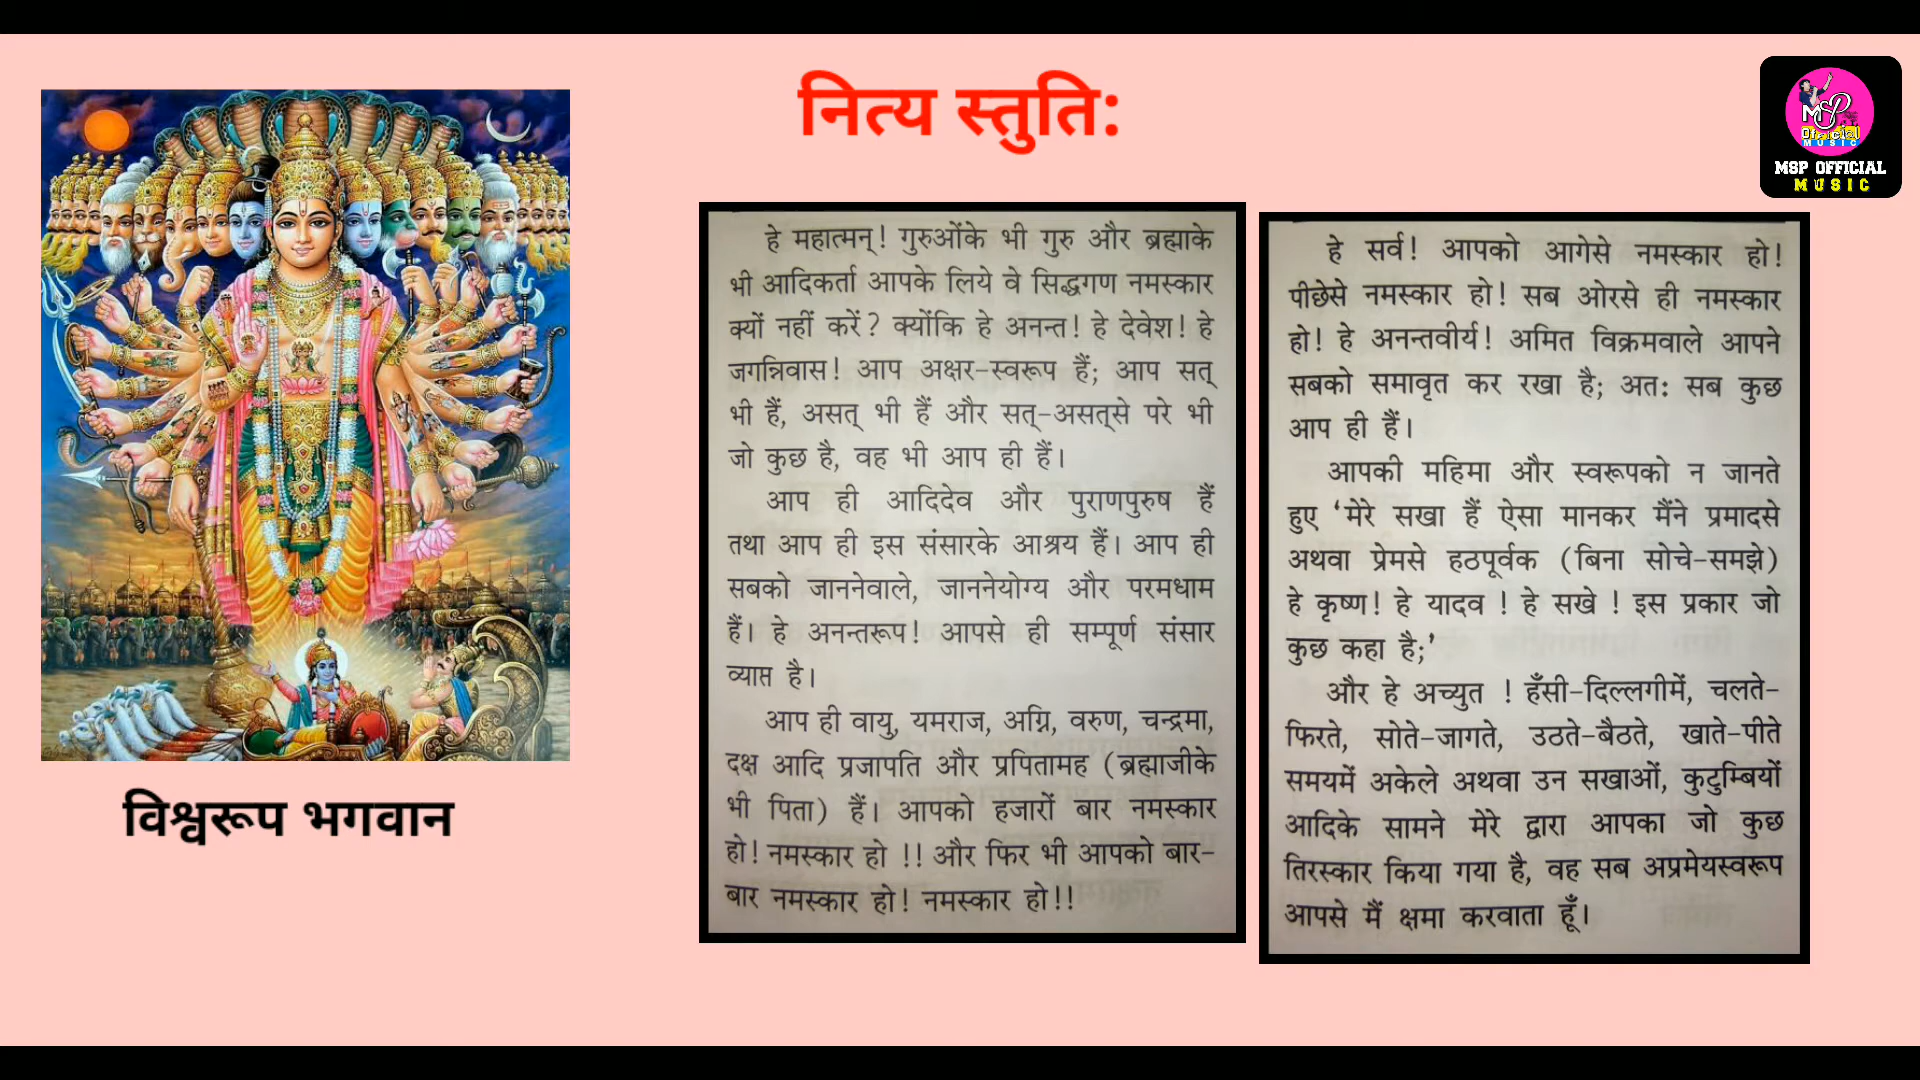 नित्य स्तुति:
MSP
Official
MUSIC
MSP OFFICIAL
MUSIC
हे महात्मन्! गुरुओंके भी गुरु और ब्रह्माके
भी आदिकर्ता आपके लिये वे सिद्धगण नमस्कार
क्यों नहीं करें? क्योंकि हे अनन्त! हे देवेश! हे
जगन्निवास! आप अक्षर-स्वरूप हैं; आप सत्
भी हैं, असत् भी हैं और सत्-असत्से परे भी
जो कुछ है, वह भी आप ही हैं।
आप ही आदिदेव और पुराणपुरुष हैं
तथा आप ही इस संसारके आश्रय हैं। आप ही
सबको जाननेवाले, जाननेयोग्य और परमधाम
हैं। हे अनन्तरूप! आपसे ही सम्पूर्ण संसार
व्याप्त है।
आप ही वायु, यमराज, अग्नि, वरुण, चन्द्रमा,
दक्ष आदि प्रजापति और प्रपितामह (ब्रह्माजीके
भी पिता) हैं। आपको हजारों बार नमस्कार
हो! नमस्कार हो !! और फिर भी आपको बार-
बार नमस्कार हो! नमस्कार हो!!
हे सर्व! आपको आगेसे नमस्कार हो!
पीछेसे नमस्कार हो! सब ओरसे ही नमस्कार
हो! हे अनन्तवीर्य! अमित विक्रमवाले आपने
सबको समावृत कर रखा है; अतः सब कुछ
आप ही हैं।
आपकी महिमा और स्वरूपको न जानते
हुए ‘मेरे सखा हैं ऐसा मानकर मैंने प्रमादसे
अथवा प्रेमसे हठपूर्वक (बिना सोचे-समझे)
हे कृष्ण! हे यादव ! हे सखे ! इस प्रकार जो
कुछ कहा है;’
और हे अच्युत ! हँसी-दिल्लगीमें, चलते-
फिरते, सोते-जागते, उठते-बैठते, खाते-पीते
समयमें अकेले अथवा उन सखाओं, कुटुम्बियों
आदिके सामने मेरे द्वारा आपका जो कुछ
तिरस्कार किया गया है, वह सब अप्रमेयस्वरूप
आपसे मैं क्षमा करवाता हूँ।
विश्वरूप भगवान